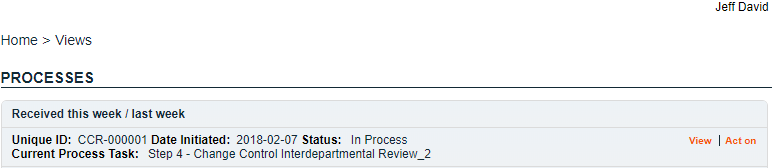 Jeff David
Home > Views
PROCESSES
Received this week / last week
Unique ID: CCR-000001 Date Initiated: 2018-02-07 Status: In Process View | Act on
Current Process Task: Step 4 - Change Control Interdepartmental Review_2